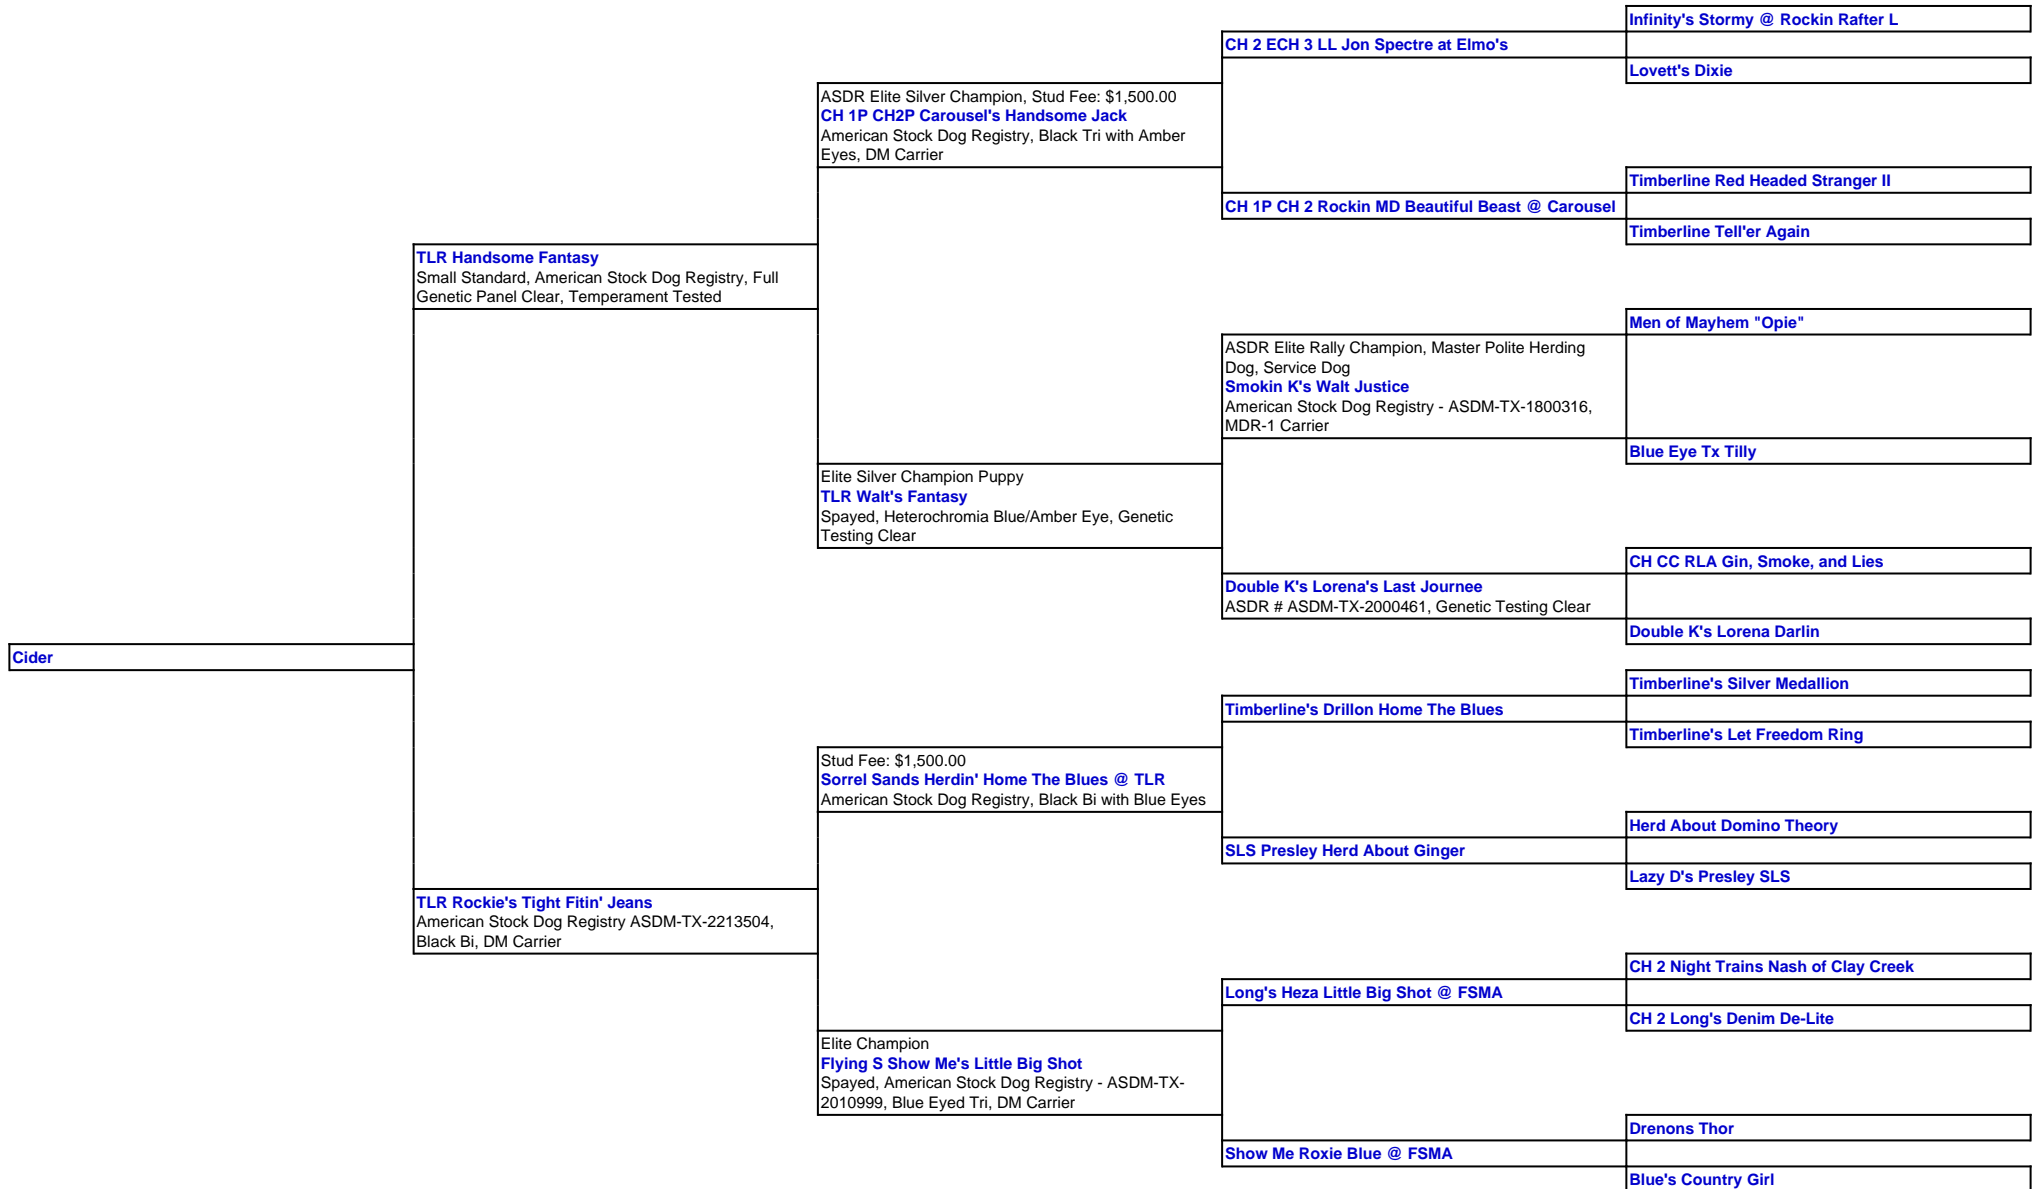 Infinity's Stormy @ Rockin Rafter L
CH 2 ECH 3 LL Jon Spectre at Elmo's
Lovett's Dixie
ASDR Elite Silver Champion, Stud Fee: $1,500.00
CH 1P CH2P Carousel's Handsome Jack
American Stock Dog Registry, Black Tri with Amber
Eyes, DM Carrier
Timberline Red Headed Stranger II
CH 1P CH 2 Rockin MD Beautiful Beast @ Carousel
Timberline Tell'er Again
TLR Handsome Fantasy
Small Standard, American Stock Dog Registry, Full
Genetic Panel Clear, Temperament Tested
Men of Mayhem "Opie"
ASDR Elite Rally Champion, Master Polite Herding
Dog, Service Dog
Smokin K's Walt Justice
American Stock Dog Registry - ASDM-TX-1800316,
MDR-1 Carrier
Blue Eye Tx Tilly
Elite Silver Champion Puppy
TLR Walt's Fantasy
Spayed, Heterochromia Blue/Amber Eye, Genetic
Testing Clear
CH CC RLA Gin, Smoke, and Lies
Double K's Lorena's Last Journee
ASDR # ASDM-TX-2000461, Genetic Testing Clear
Double K's Lorena Darlin
Cider
Timberline's Silver Medallion
Timberline's Drillon Home The Blues
Timberline's Let Freedom Ring
Stud Fee: $1,500.00
Sorrel Sands Herdin' Home The Blues @ TLR
American Stock Dog Registry, Black Bi with Blue Eyes
Herd About Domino Theory
SLS Presley Herd About Ginger
Lazy D's Presley SLS
TLR Rockie's Tight Fitin' Jeans
American Stock Dog Registry ASDM-TX-2213504,
Black Bi, DM Carrier
CH 2 Night Trains Nash of Clay Creek
Long's Heza Little Big Shot @ FSMA
CH 2 Long's Denim De-Lite
Elite Champion
Flying S Show Me's Little Big Shot
Spayed, American Stock Dog Registry - ASDM-TX-
2010999, Blue Eyed Tri, DM Carrier
Drenons Thor
Show Me Roxie Blue @ FSMA
Blue's Country Girl